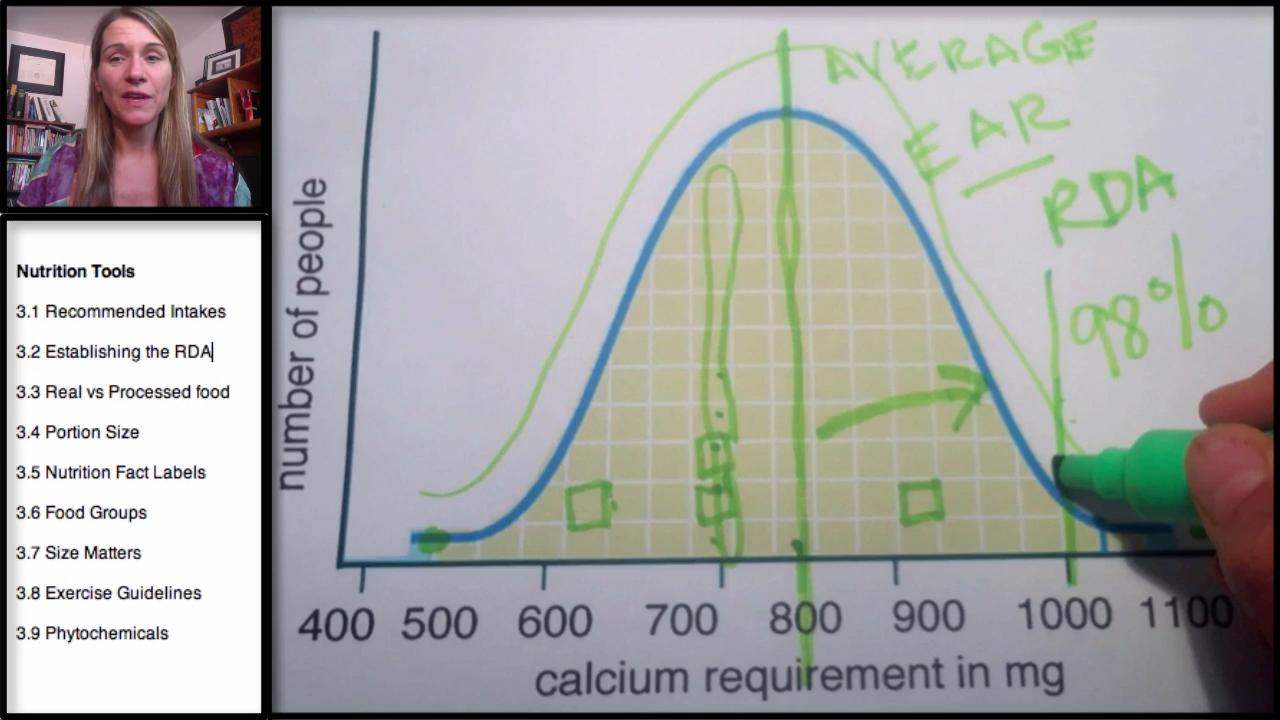 Nutrition Tools
3.1 Recommended Intakes
3.2 Establishing the RDA
3.3 Real vs Processed food
3.4 Portion Size
3.5 Nutrition Fact Labels
3.6 Food Groups
3.7 Size Matters
3.8 Exercise Guidelines
3.9 Phytochemicals
AVERAGE
EAR
RDA
98%
number of people
400 500 600 700 800 900 1000 1100
calcium requirement in mg